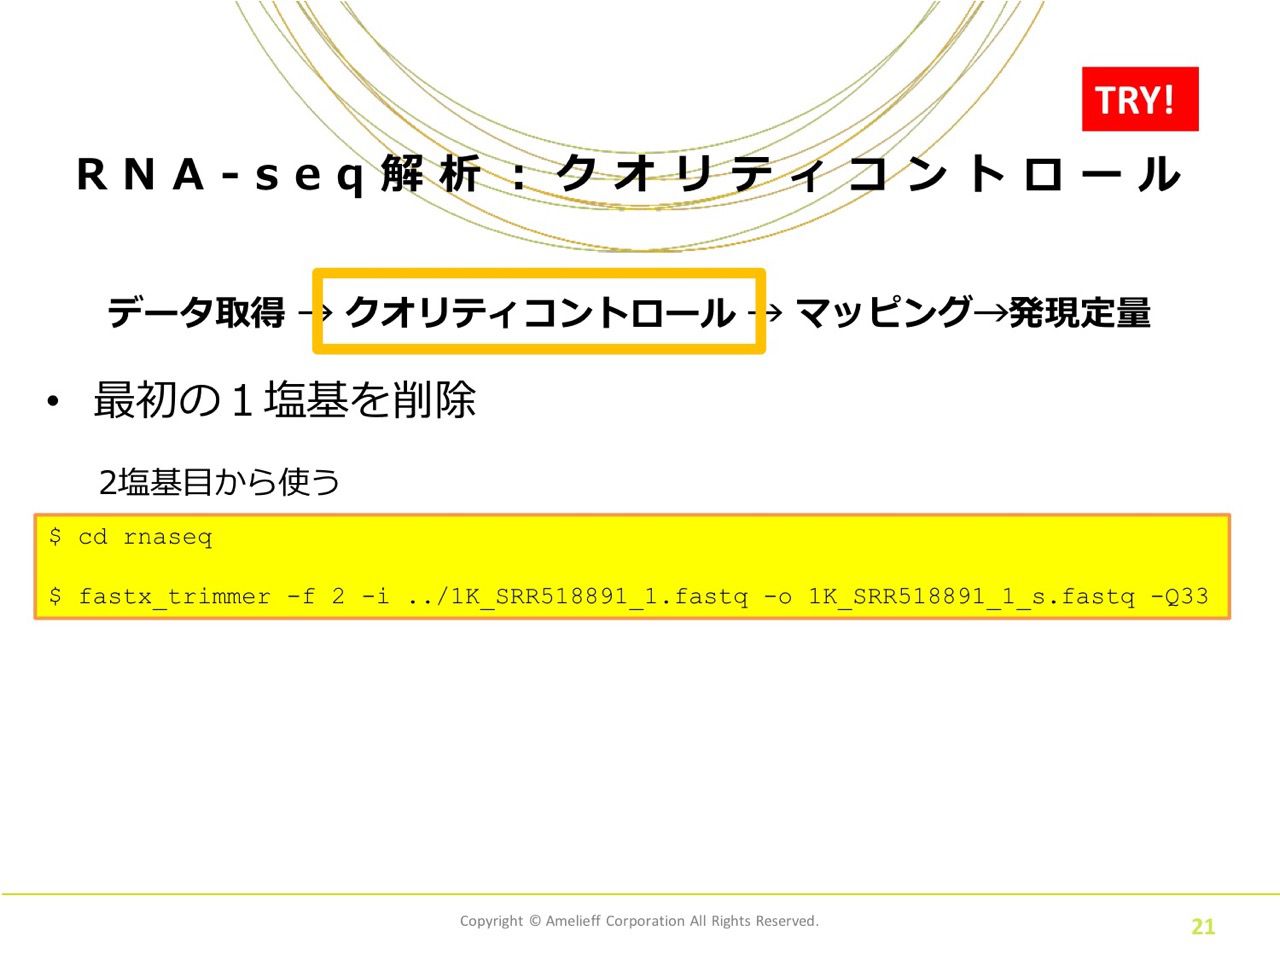 TRY!
RNA-seq解析：クオリティコントロール
データ取得 → クオリティコントロール → マッピング→発現定量
• 最初の１塩基を削除
2塩基目から使う
$ cd rnaseq
$ fastx_trimmer -f 2 -i ../1K_SRR518891_1.fastq -o 1K_SRR518891_1_s.fastq -Q33
Copyright © Amelieff Corporation All Rights Reserved.
21